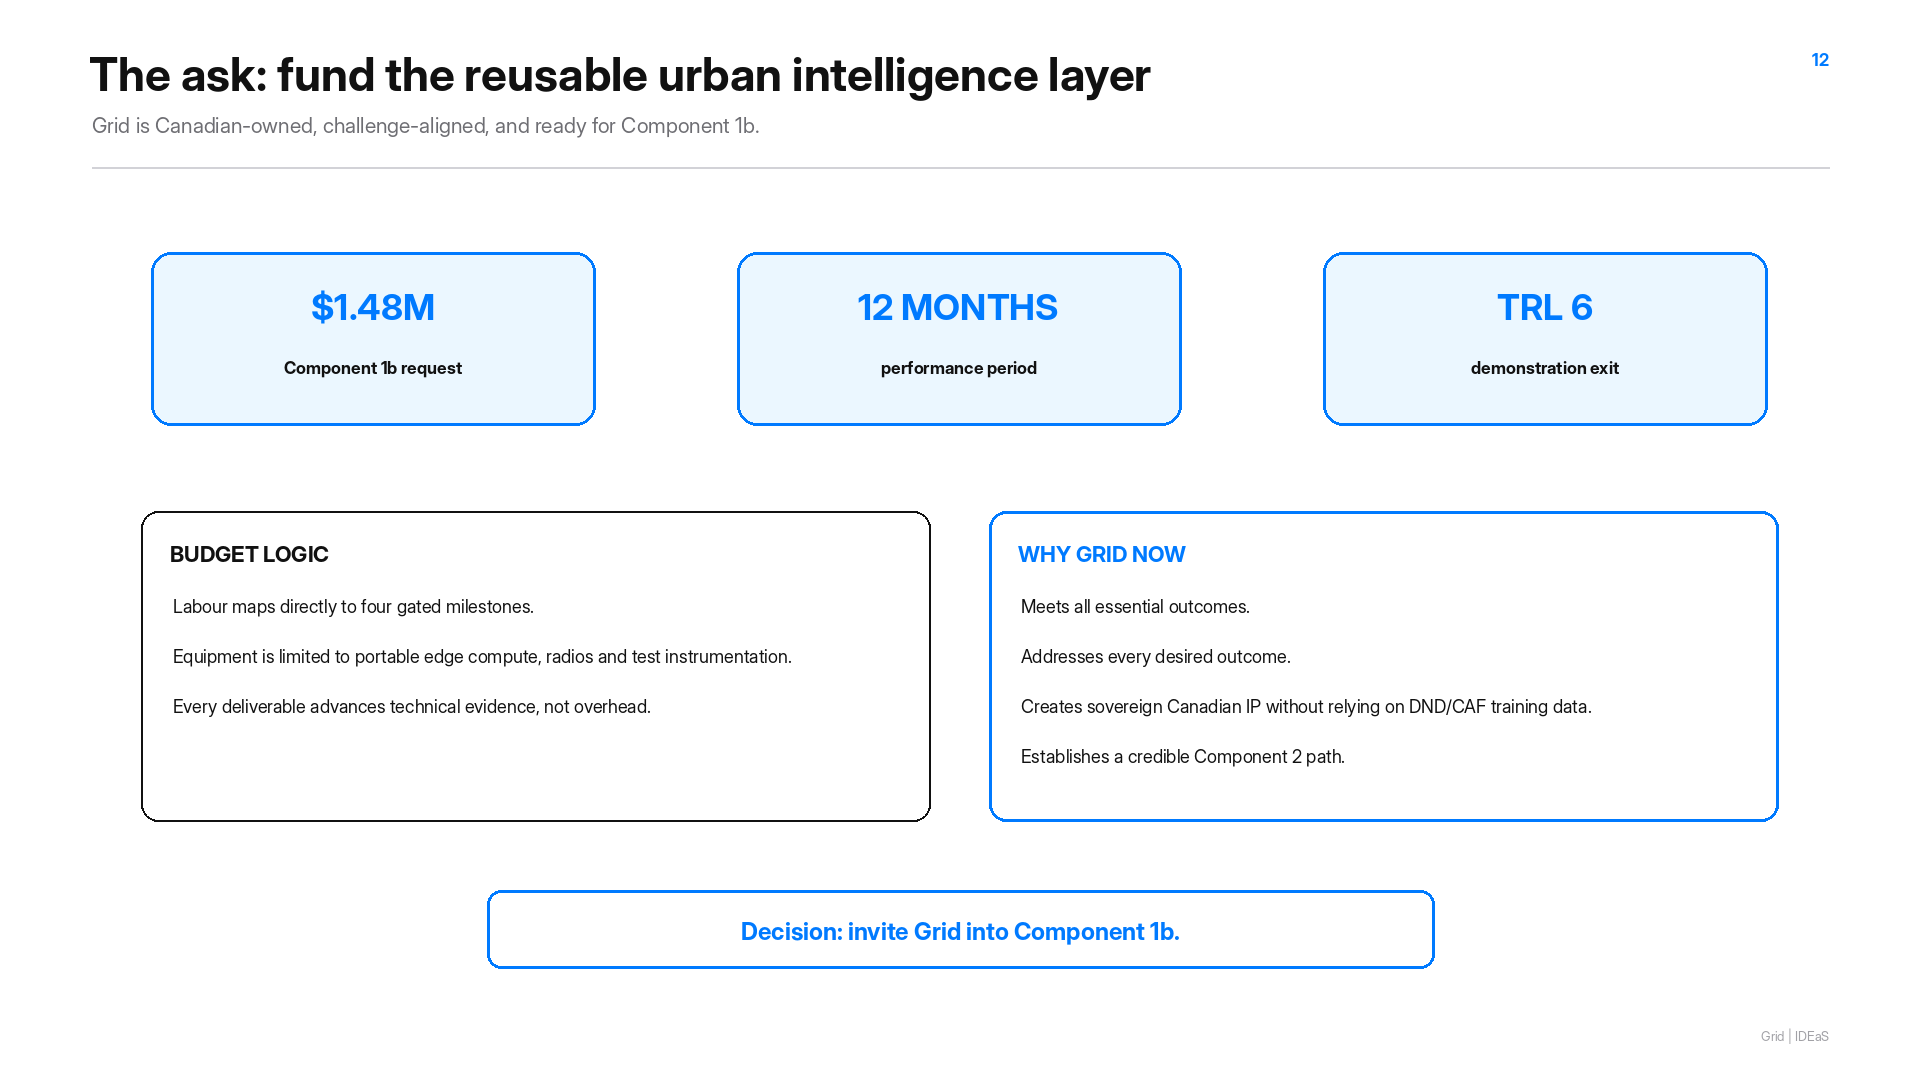 The ask: fund the reusable urban intelligence layer
12
Grid is Canadian-owned, challenge-aligned, and ready for Component 1b.
$1.48M
Component 1b request
12 MONTHS
performance period
TRL 6
demonstration exit
BUDGET LOGIC
Labour maps directly to four gated milestones.
Equipment is limited to portable edge compute, radios and test instrumentation.
Every deliverable advances technical evidence, not overhead.
WHY GRID NOW
Meets all essential outcomes.
Addresses every desired outcome.
Creates sovereign Canadian IP without relying on DND/CAF training data.
Establishes a credible Component 2 path.
Decision: invite Grid into Component 1b.
Grid | IDEaS